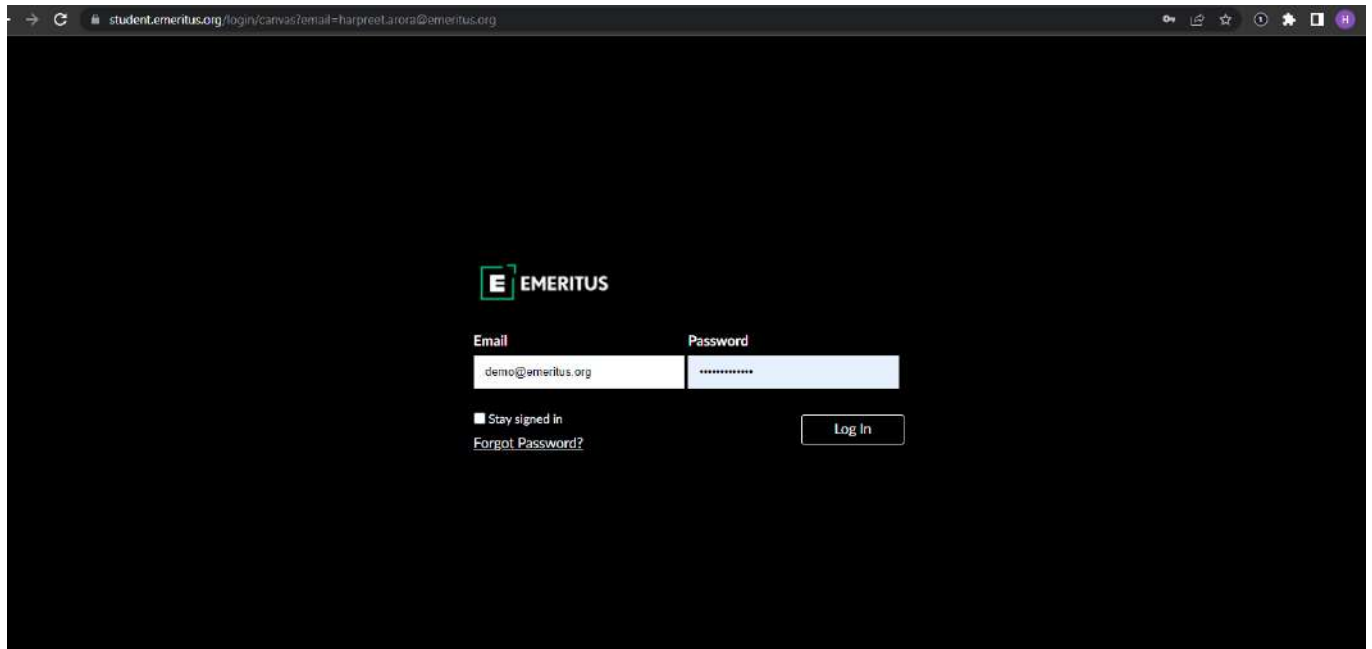 student.emeritus.org/login/canvas?email=harpreet.arora@emeritus.org
H
E EMERITUS
Email Password
demo@emeritus.org •••••••••••••
Stay signed in
Log In
Forgot Password?